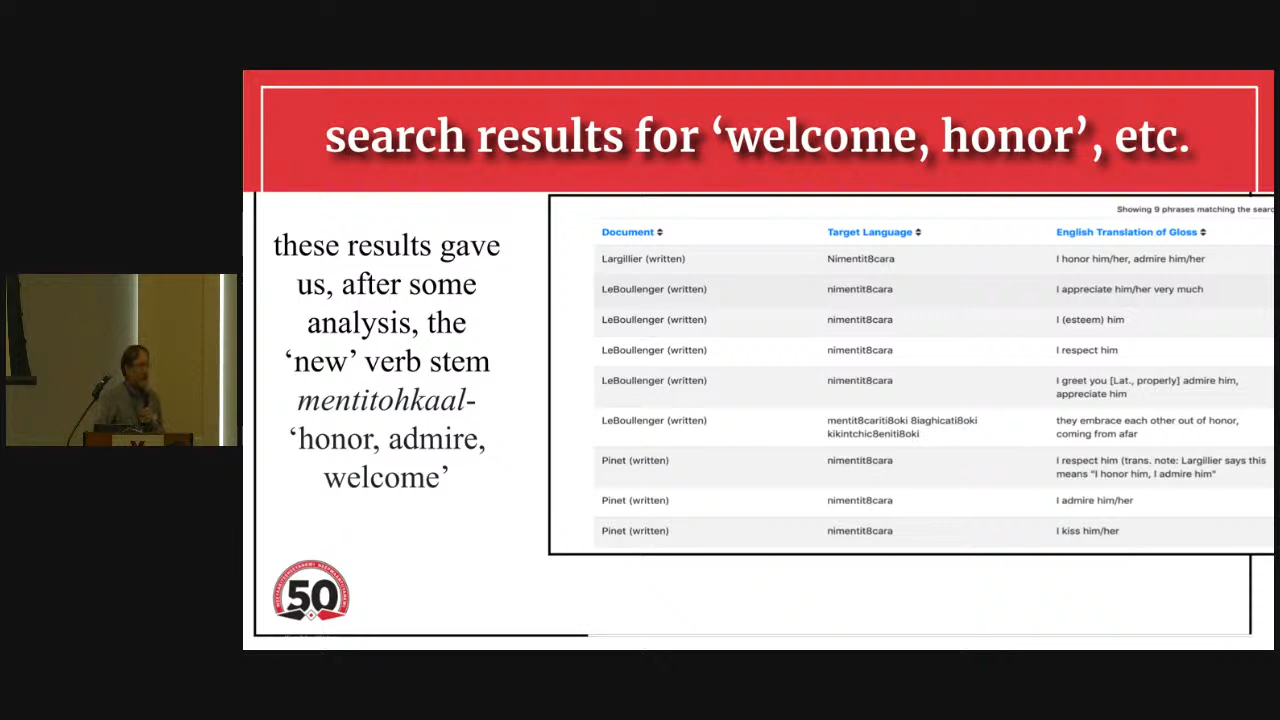 search results for ‘welcome, honor’, etc.
these results gave
us, after some
analysis, the
‘new’ verb stem
mentitohkaal-
‘honor, admire,
welcome’
Showing 9 phrases matching the
Document Target Language English Translation of Gloss
Largillier (written) Nimentit8cara I honor him/her, admire him/her
LeBoullenger (written) nimentit8cara I appreciate him/her very much
LeBoullenger (written) nimentit8cara I (esteem) him
LeBoullenger (written) nimentit8cara I respect him
LeBoullenger (written) nimentit8cara I greet you [Lat., properly] admire him,
appreciate him
LeBoullenger (written) mentit8cariti8oki 8iaghicati8oki they embrace each other out of honor,
kikintchic8eniti8oki coming from afar
Pinet (written) nimentit8cara I respect him (trans. note: Largillier says this
means "I honor him, I admire him"
Pinet (written) nimentit8cara I admire him/her
Pinet (written) nimentit8cara I kiss him/her
50